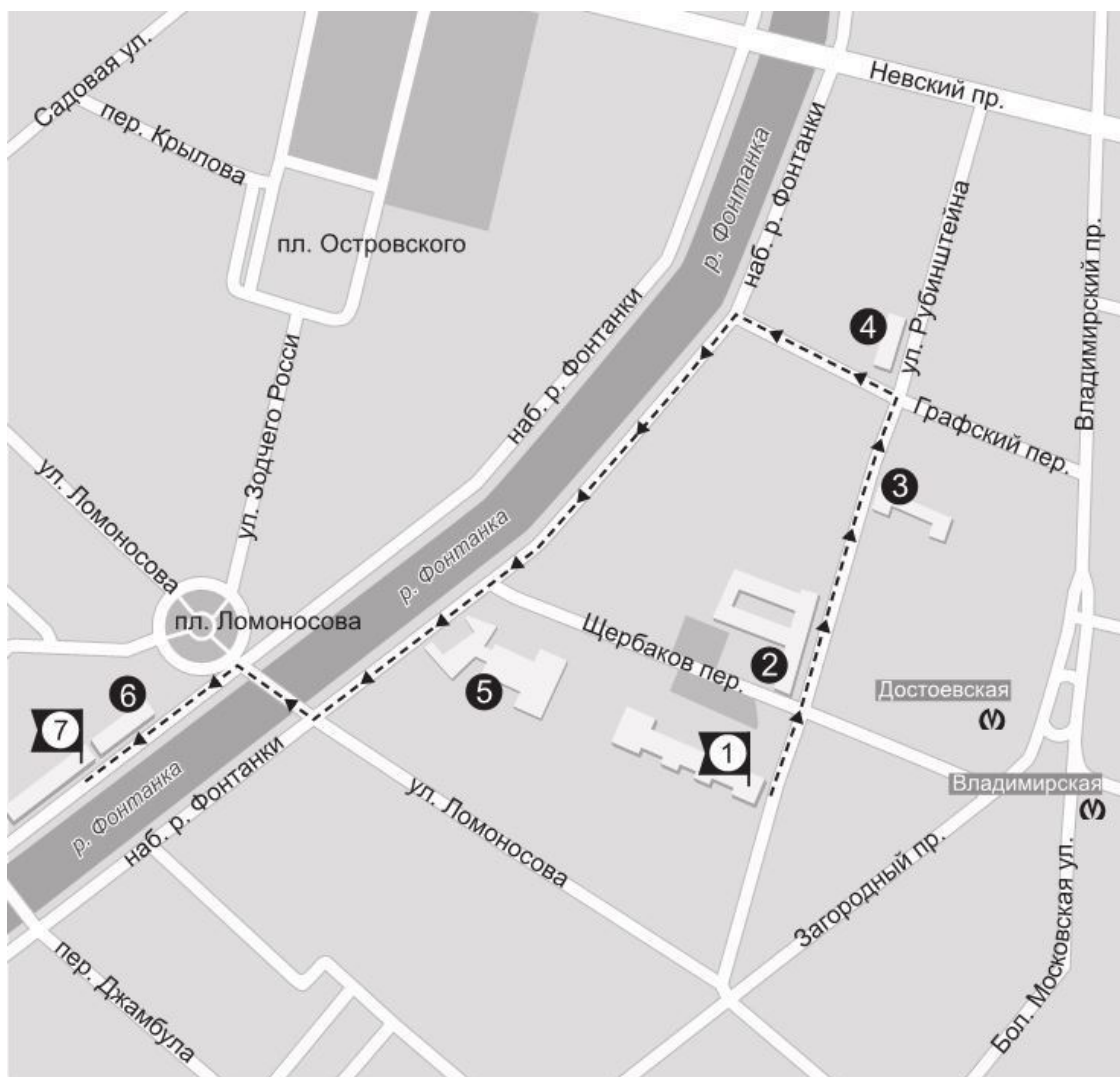 Садовая ул.
Невский пр.
пер. Крылова
р. Фонтанка
наб. р. Фонтанки
пл. Островского
ул. Рубинштейна
Владимирский пр.
4
наб. р. Фонтанки
ул. Зодчего Росси
Графский пер.
ул. Ломоносова
3
р. Фонтанка
пл. Ломоносова
Щербаков пер.
2
5
Достоевская
6
7
1
Владимирская
р. Фонтанка
наб. р. Фонтанки
ул. Ломоносова
Загородный пр.
Бол. Московская ул.
пер. Джамбула